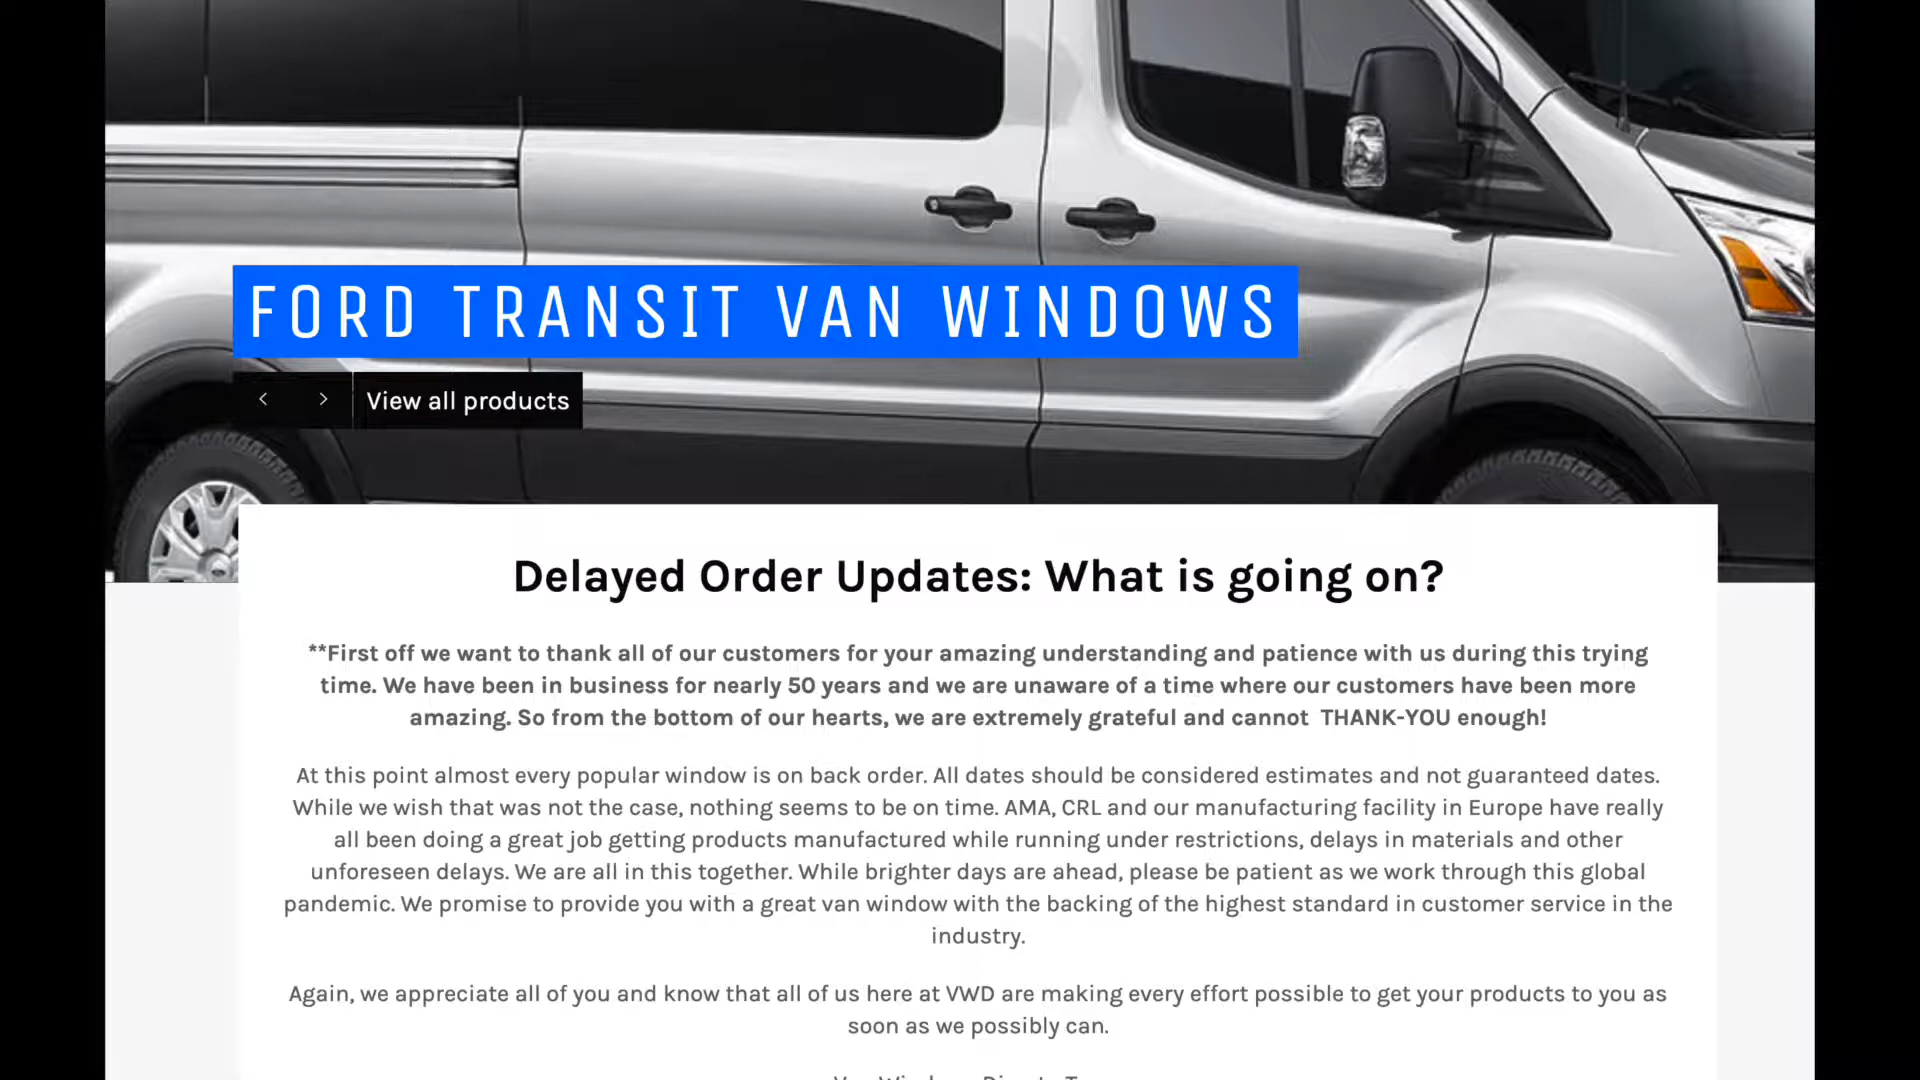 FORD TRANSIT VAN WINDOWS
View all products
Delayed Order Updates: What is going on?
**First off we want to thank all of our customers for your amazing understanding and patience with us during this trying
time. We have been in business for nearly 50 years and we are unaware of a time where our customers have been more
amazing. So from the bottom of our hearts, we are extremely grateful and cannot THANK-YOU enough!
At this point almost every popular window is on back order. All dates should be considered estimates and not guaranteed dates.
While we wish that was not the case, nothing seems to be on time. AMA, CRL and our manufacturing facility in Europe have really
all been doing a great job getting products manufactured while running under restrictions, delays in materials and other
unforeseen delays. We are all in this together. While brighter days are ahead, please be patient as we work through this global
pandemic. We promise to provide you with a great van window with the backing of the highest standard in customer service in the
industry.
Again, we appreciate all of you and know that all of us here at VWD are making every effort possible to get your products to you as
soon as we possibly can.